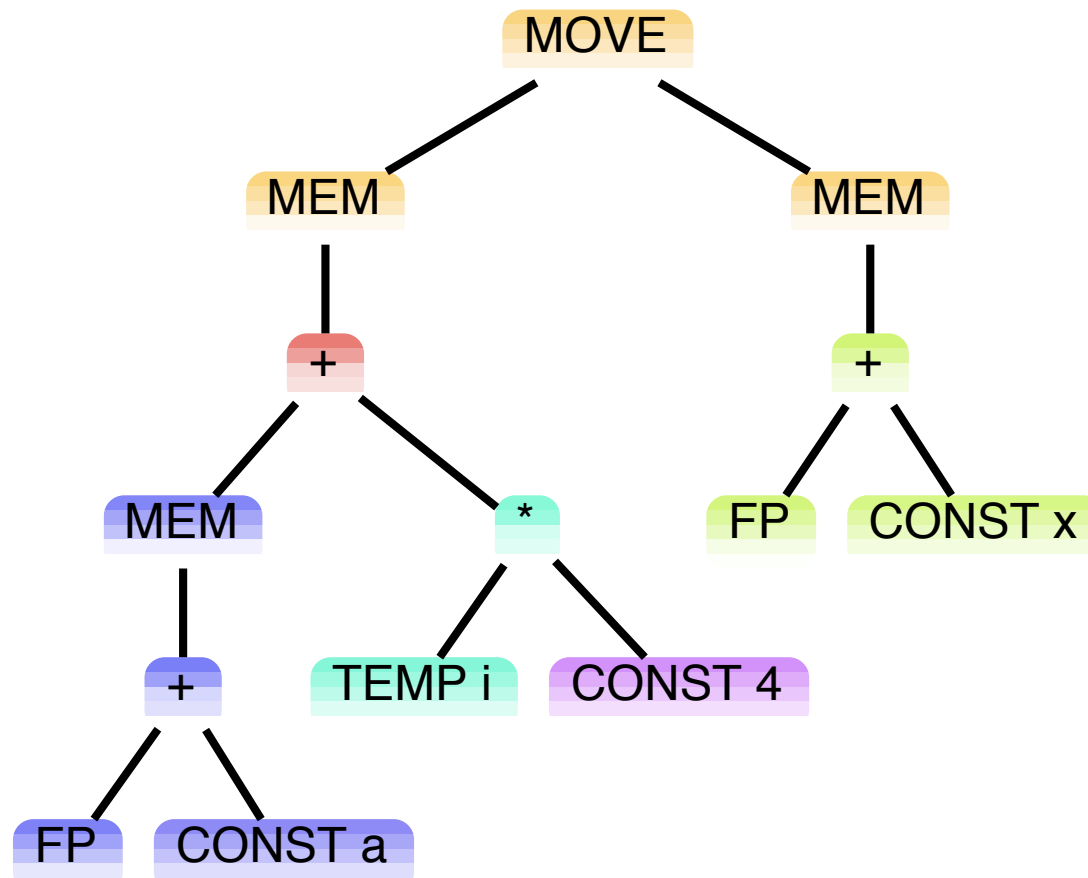 MOVE
MEM MEM
+ +
MEM * FP CONST x
+ TEMP i CONST 4
FP CONST a